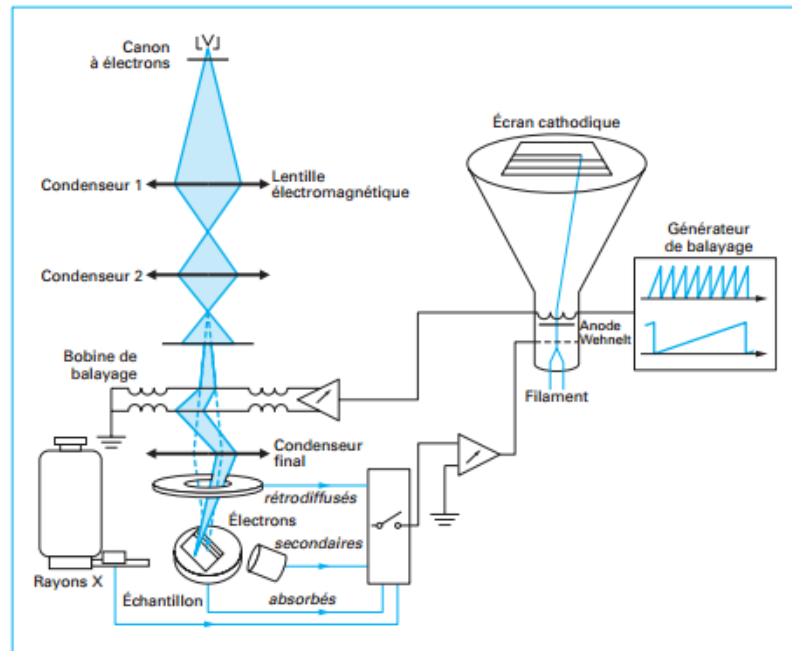 Canon
à électrons
Écran cathodique
Condenseur 1
Lentille
électromagnétique
Générateur
de balayage
Condenseur 2
Anode
Wehnelt
Bobine de
balayage
Filament
Condenseur
final
rétrodiffusés
Électrons
secondaires
Rayons X
Échantillon
absorbés